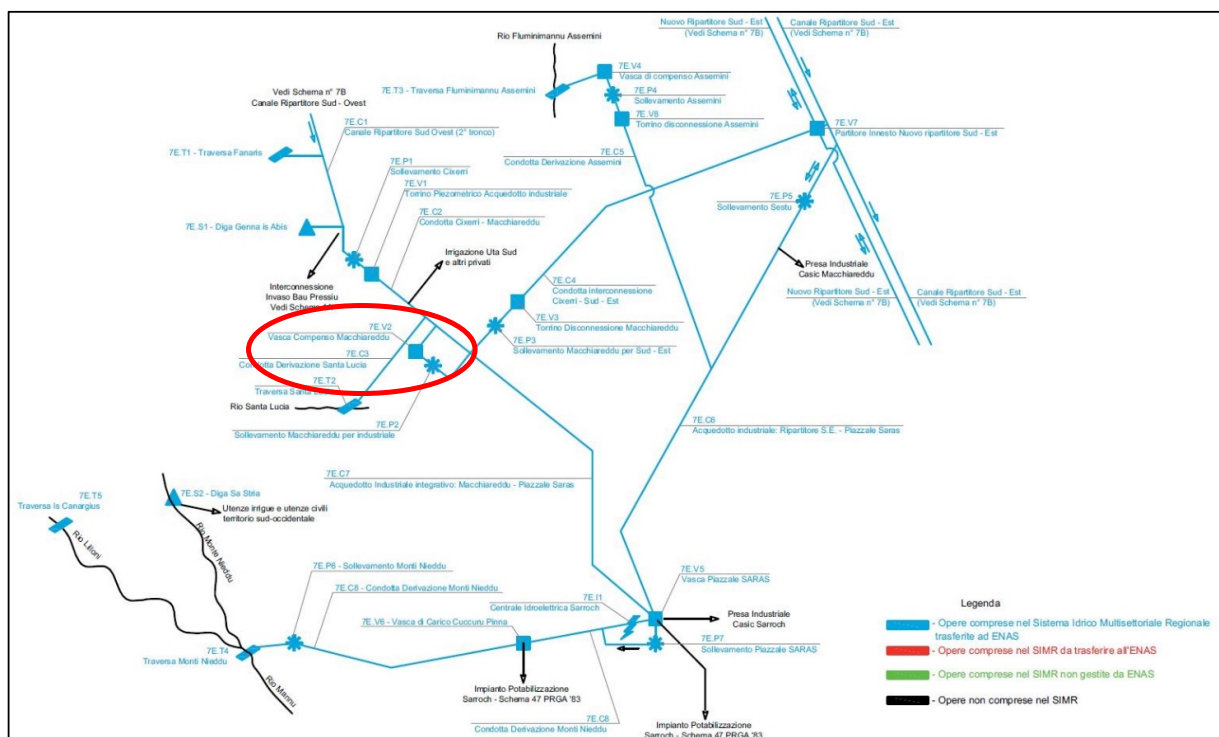 Nuovo Ripartitore Sud - Est
(Vedi Schema n° 7B)
Canale Ripartitore Sud - Est
(Vedi Schema n° 7B)
Rio Fluminimannu Assemini
7E.V4
Vasca di compenso Assemini
7E.T3 - Traversa Fluminimannu Assemini
7E.P4
Sollevamento Assemini
7E.V8
Torrino disconnessione Assemini
Vedi Schema n° 7B
Canale Ripartitore Sud - Ovest
7E.C1
Canale Ripartitore Sud Ovest (2° tronco)
7E.V7
Partitore Innesto Nuovo ripartitore Sud - Est
7E.T1 - Traversa Fanaris
7E.C5
Condotta Derivazione Assemini
7E.P1
Sollevamento Cixerri
7E.V1
Torrino Piezometrico Acquedotto industriale
7E.P5
Sollevamento Sestu
7E.C2
Condotta Cixerri - Macchiareddu
7E.S1 - Diga Genna is Abis
Irrigazione Uta Sud
e altri privati
Presa Industriale
Casic Macchiareddu
7E.C4
Condotta interconnessione
Cixerri - Sud - Est
Interconnessione
Invaso Bau Pressiu
Vedi Schema
Nuovo Ripartitore Sud - Est
(Vedi Schema n° 7B)
Canale Ripartitore Sud - Est
(Vedi Schema n° 7B)
7E.V3
Torrino Disconnessione Macchiareddu
7E.V2
Vasca Compenso Macchiareddu
7E.P3
Sollevamento Macchiareddu per Sud - Est
7E.C3
Condotta Derivazione Santa Lucia
7E.T2
Traversa Santa
Rio Santa Lucia
7E.P2
Sollevamento Macchiareddu per industriale
7E.C6
Acquedotto industriale: Ripartitore S.E. - Piazzale Saras
7E.C7
Acquedotto Industriale integrativo: Macchiareddu - Piazzale Saras
7E.T5
Traversa Is Canargius
7E.S2 - Diga Sa Stria
Utenze irrigue e utenze civili
territorio sud-occidentale
Rio Lilloni
Rio Monte Nieddu
7E.P6 - Sollevamento Monti Nieddu
7E.C8 - Condotta Derivazione Monti Nieddu
7E.V5
Vasca Piazzale SARAS
7E.I1
Centrale Idroelettrica Sarroch
7E.V6 - Vasca di Carico Cuccuru Pinna
Presa Industriale
Casic Sarroch
7E.T4
Traversa Monti Nieddu
7E.P7
Sollevamento Piazzale SARAS
Rio Mannu
Impianto Potabilizzazione
Sarroch - Schema 47 PRGA '83
7E.C8
Condotta Derivazione Monti Nieddu
Impianto Potabilizzazione
Sarroch - Schema 47 PRGA '83
Legenda
- Opere comprese nel Sistema Idrico Multisettoriale Regionale
trasferite ad ENAS
- Opere comprese nel SIMR da trasferire all'ENAS
- Opere comprese nel SIMR non gestite da ENAS
- Opere non comprese nel SIMR